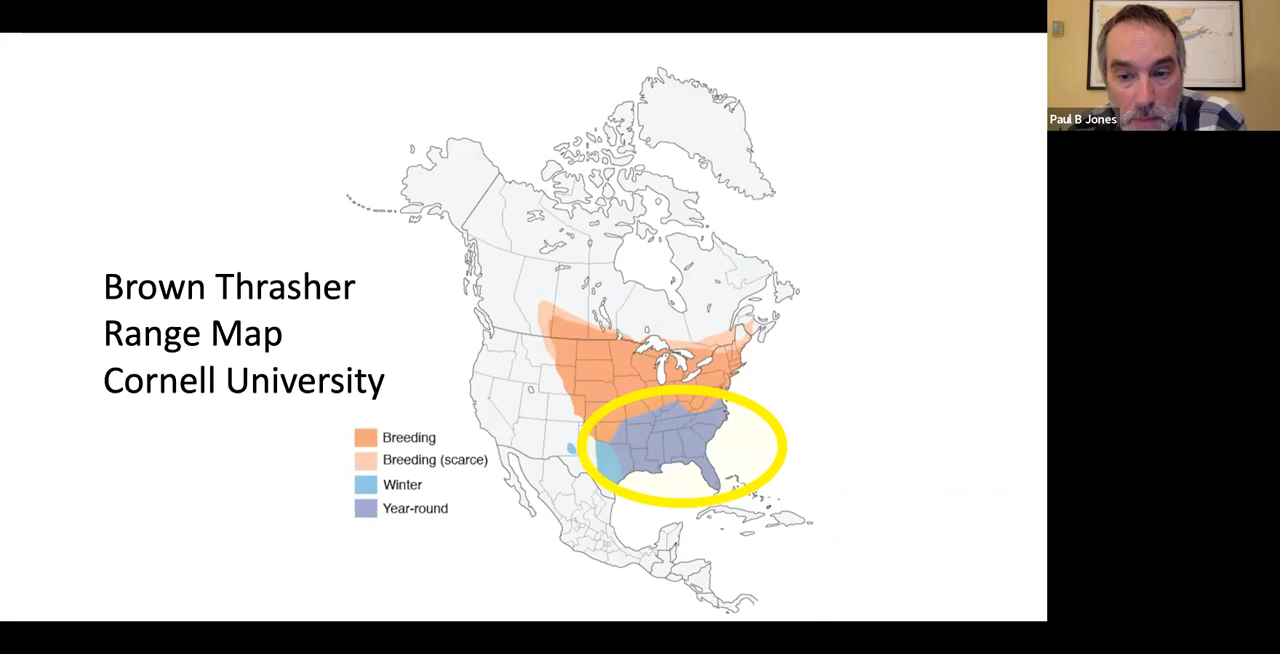 Brown Thrasher
Range Map
Cornell University
Breeding
Breeding (scarce)
Winter
Year-round
Paul B Jones